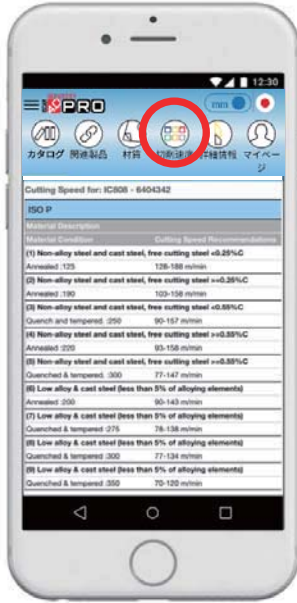 12:30
INDUSTRY 4.0
PRO
mm
カタログ 関連製品 材質 切削速度 詳細情報 マイペー
ジ
Cutting Speed for: IC808 - 6404342
ISO P
Material Description
Material Condition Cutting Speed Recommendations
(1) Non-alloy steel and cast steel, free cutting steel <0.25%C
Annealed :125 128-188 m/min
(2) Non-alloy steel and cast steel, free cutting steel >=0.25%C
Annealed :190 103-158 m/min
(3) Non-alloy steel and cast steel, free cutting steel <0.55%C
Quench and tempered. :250 90-157 m/min
(4) Non-alloy steel and cast steel, free cutting steel >=0.55%C
Annealed :220 93-158 m/min
(5) Non-alloy steel and cast steel, free cutting steel >=0.55%C
Quenched & tempered. :300 77-147 m/min
(6) Low alloy & cast steel (less than 5% of alloying elements)
Annealed :200 90-143 m/min
(7) Low alloy & cast steel (less than 5% of alloying elements)
Quenched & tempered :275 78-138 m/min
(8) Low alloy & cast steel (less than 5% of alloying elements)
Quenched & tempered :300 77-134 m/min
(9) Low alloy & cast steel (less than 5% of alloying elements)
Quenched & tempered :350 70-120 m/min